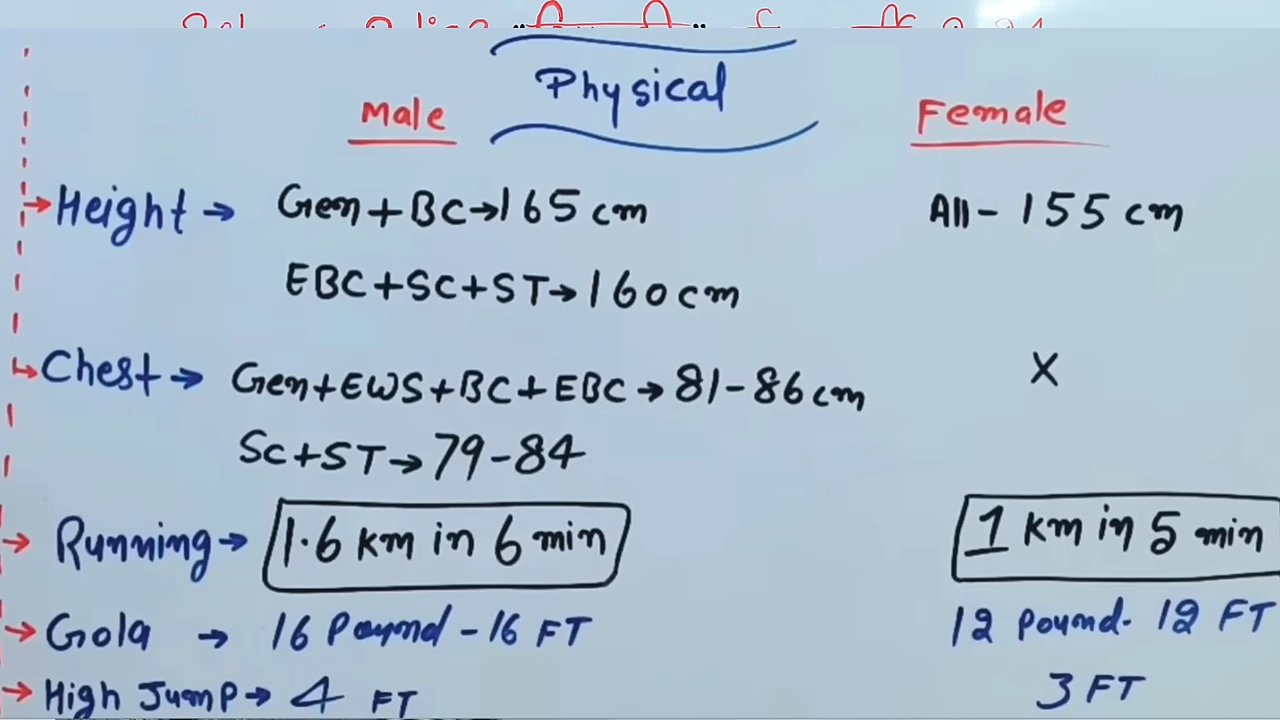 Physical
Male Female
Height → Gen+BC→165 cm All- 155 cm
EBC+SC+ST→160 cm
Chest → Gen+EWS+BC+EBC→81-86 cm X
SC+ST→79-84
Running→ 1.6 km in 6 min 1 km in 5 min
Gola → 16 Pound - 16 FT 12 Pound. 12 FT
High Jump→ 4 FT 3 FT